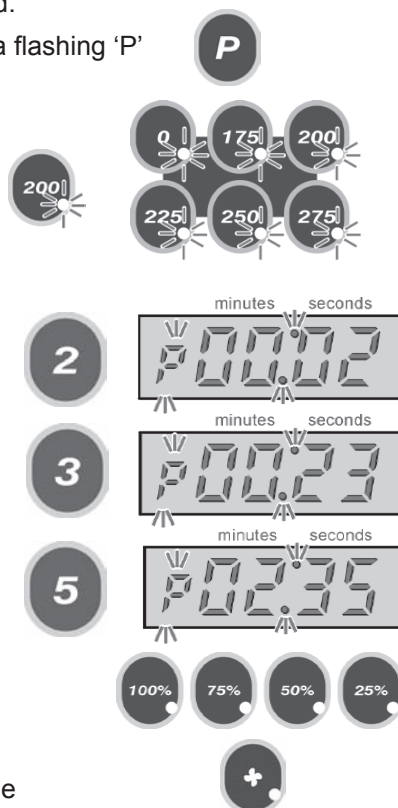 d.
a flashing ‘P’
P
0 175 200
200
225 250 275
minutes seconds
2
P00:02
minutes seconds
3
P00:23
minutes seconds
5
P02:35
100% 75% 50% 25%
e